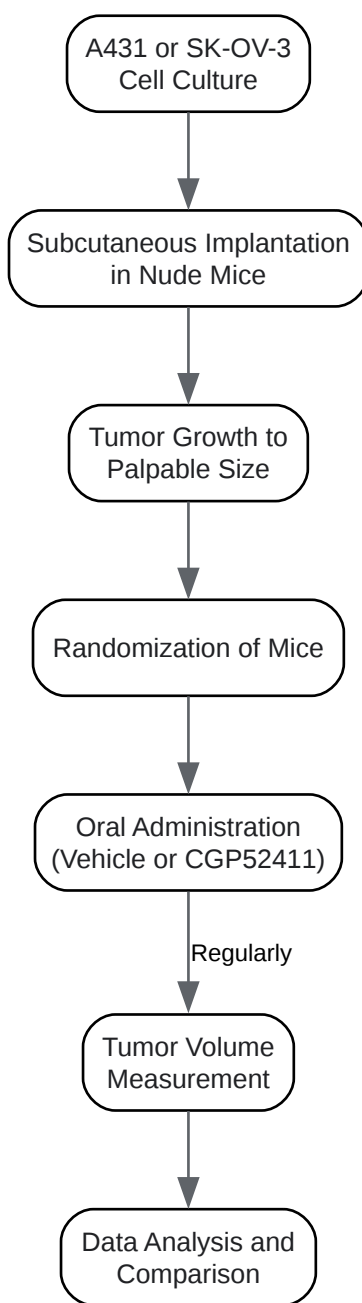 A431 or SK-OV-3
Cell Culture
Subcutaneous Implantation
in Nude Mice
Tumor Growth to
Palpable Size
Randomization of Mice
Oral Administration
(Vehicle or CGP52411)
Regularly
Tumor Volume
Measurement
Data Analysis and
Comparison